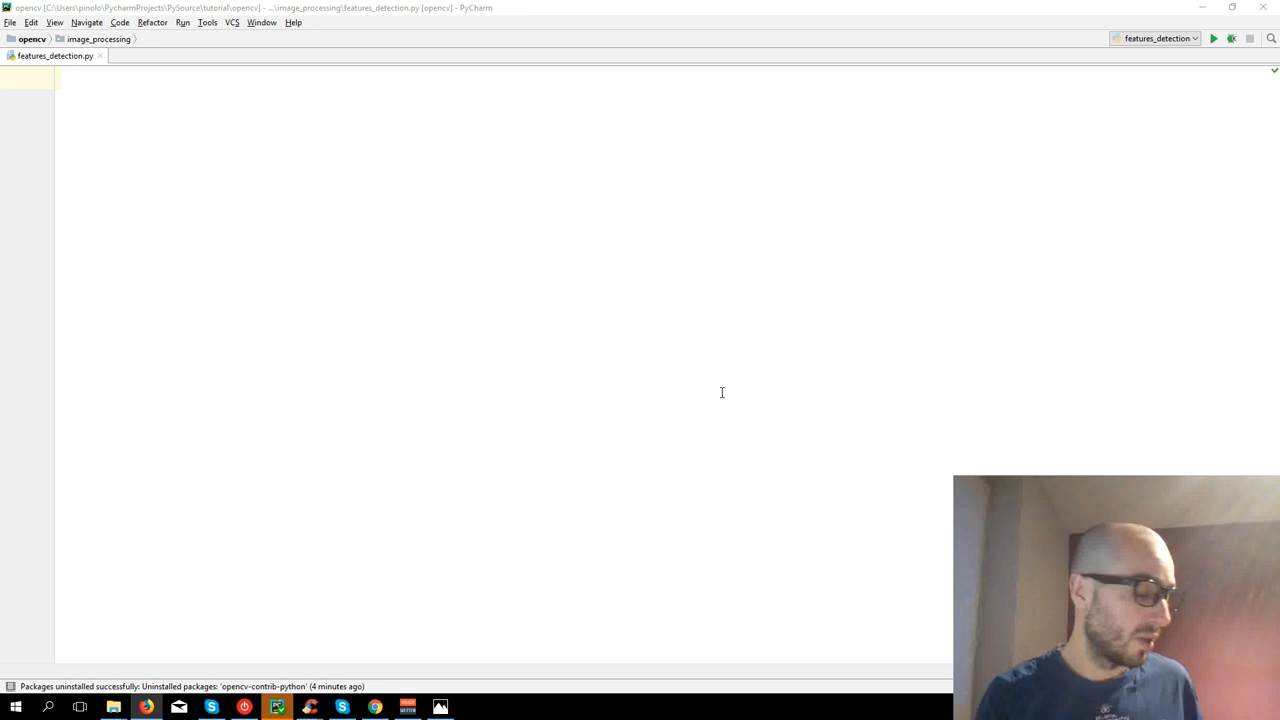 opencv [C:\Users\pinolo\PycharmProjects\PySource\tutorial\opencv] - ...\image_processing\features_detection.py [opencv] - PyCharm
File Edit View Navigate Code Refactor Run Tools VCS Window Help
opencv image_processing features_detection
features_detection.py
Packages uninstalled successfully: Uninstalled packages: 'opencv-contrib-python' (4 minutes ago)